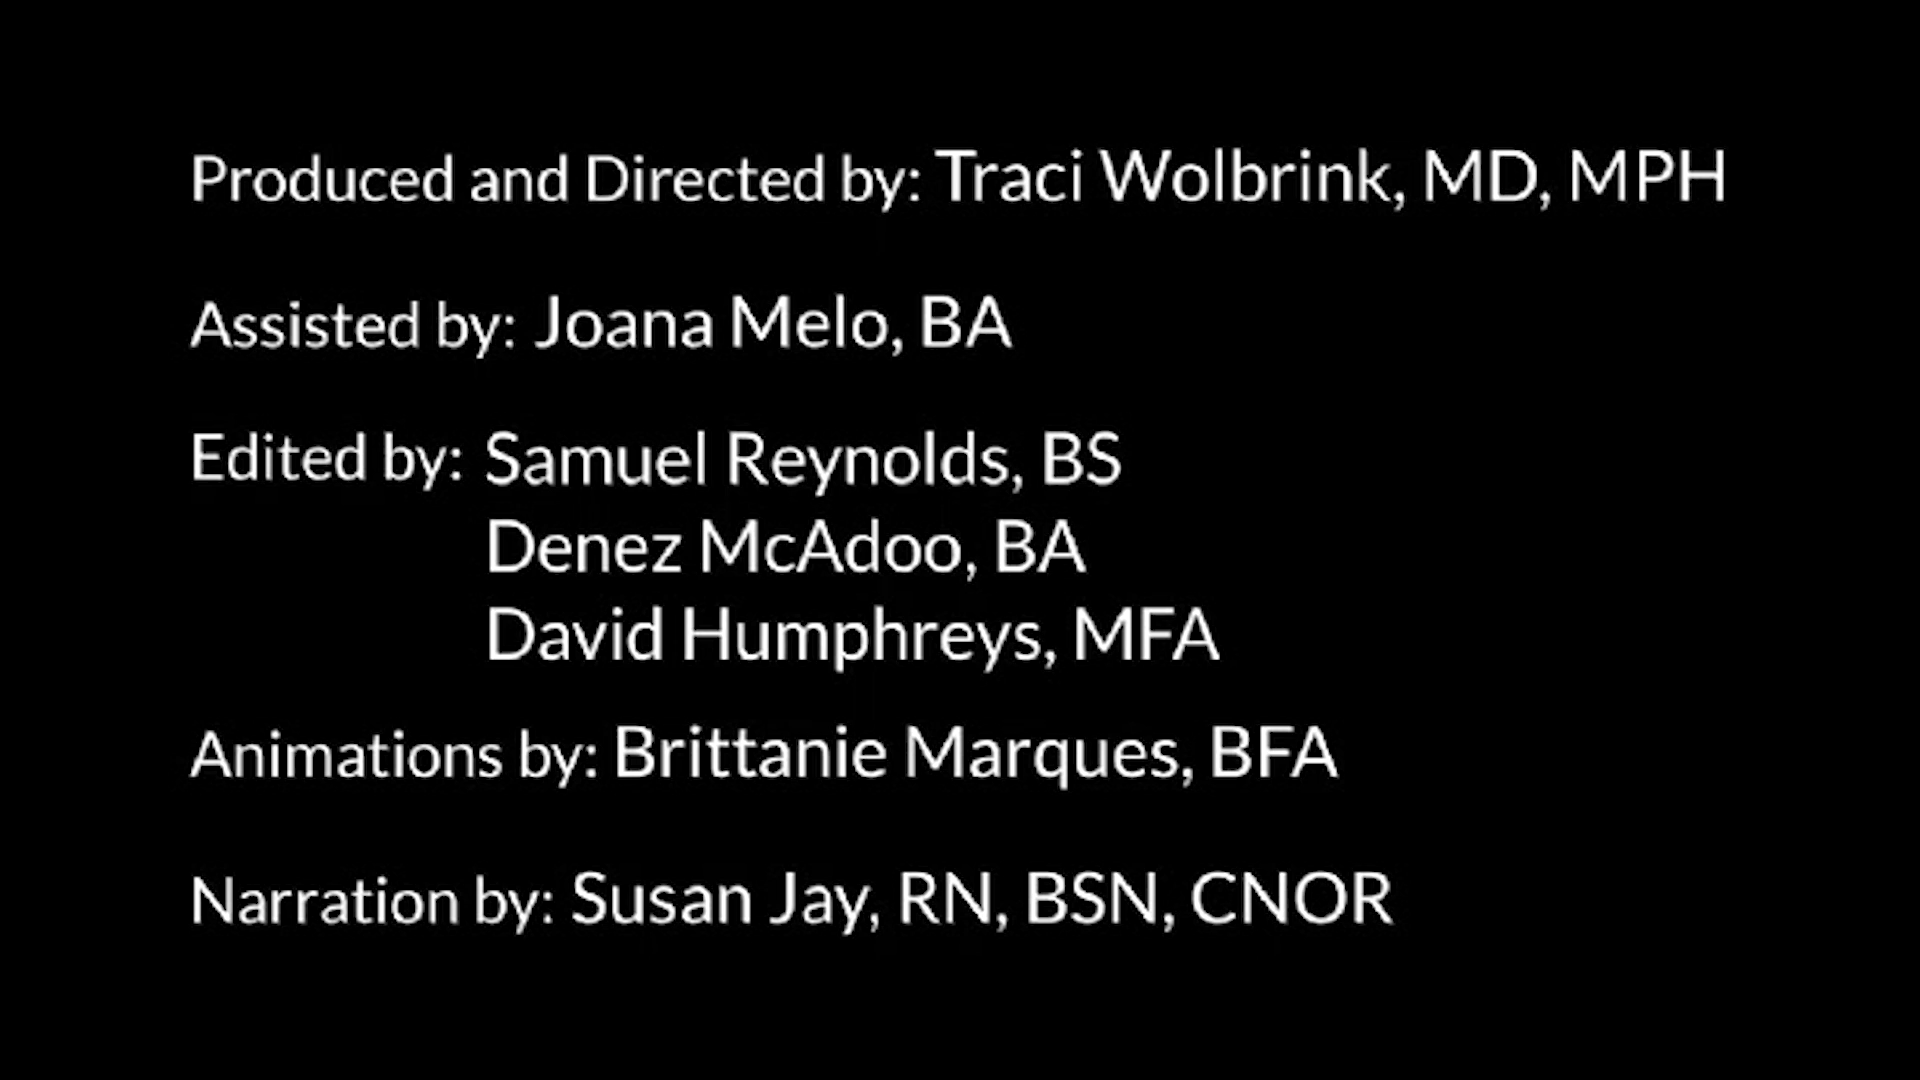 Produced and Directed by: Traci Wolbrink, MD, MPH
Assisted by: Joana Melo, BA
Edited by: Samuel Reynolds, BS
Denez McAdoo, BA
David Humphreys, MFA
Animations by: Brittanie Marques, BFA
Narration by: Susan Jay, RN, BSN, CNOR